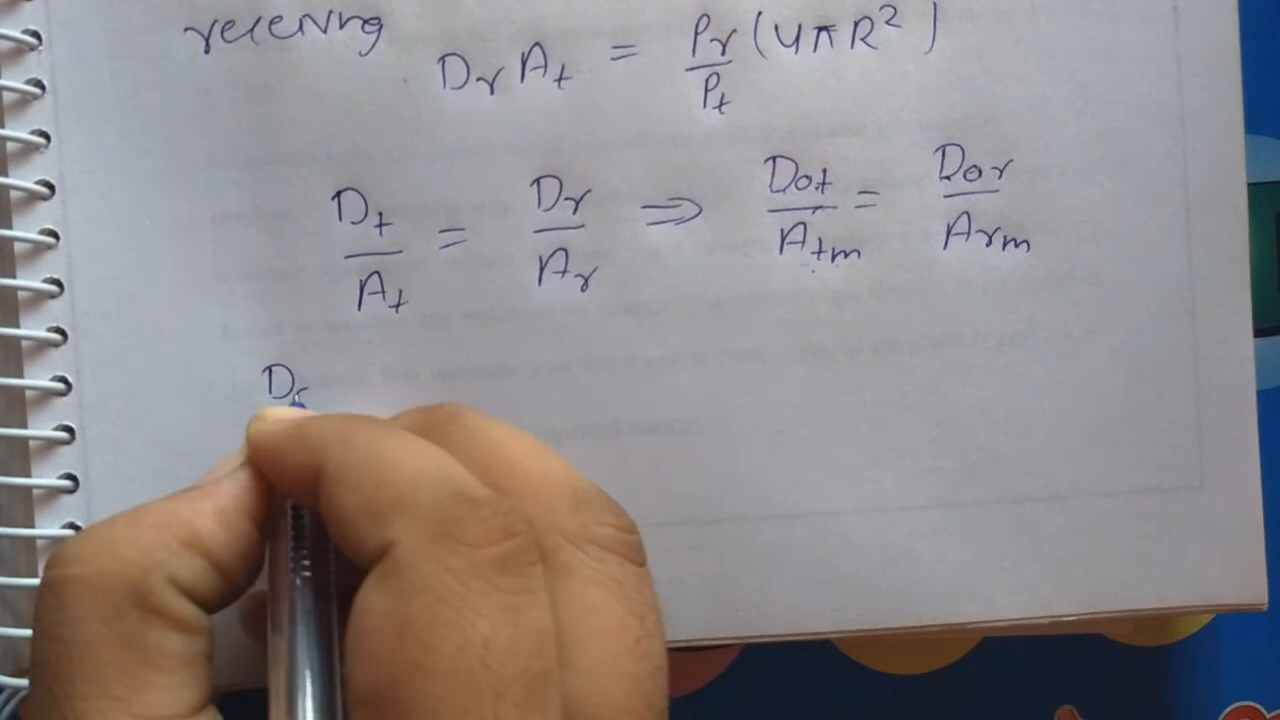 receiving
DrAt = Pr/Pt (4πR²)
Dt/At = Dr/Ar ⇒ Dot/Atm = Dor/Arm
D